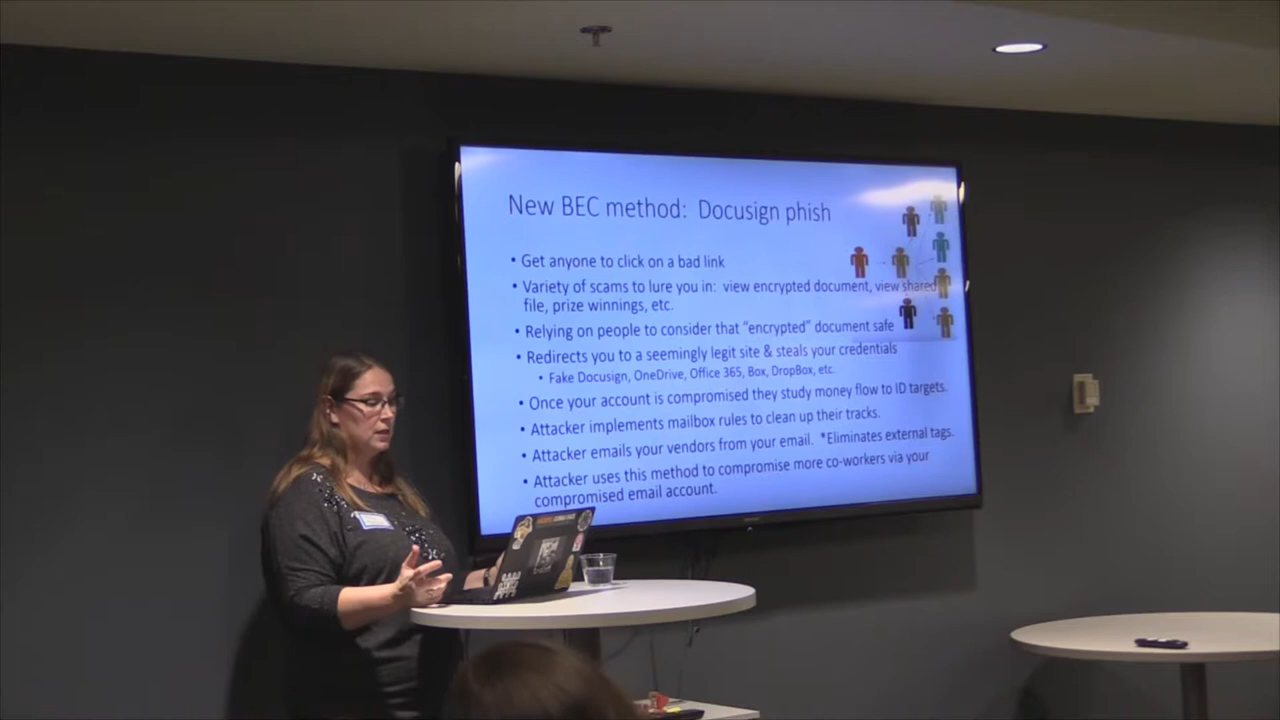 New BEC method: Docusign phish
• Get anyone to click on a bad link
• Variety of scams to lure you in: view encrypted document, view shared
file, prize winnings, etc.
• Relying on people to consider that “encrypted” document safe
• Redirects you to a seemingly legit site & steals your credentials
• Fake Docusign, OneDrive, Office 365, Box, DropBox, etc.
• Once your account is compromised they study money flow to ID targets.
• Attacker implements mailbox rules to clean up their tracks.
• Attacker emails your vendors from your email. *Eliminates external tags.
• Attacker uses this method to compromise more co-workers via your
compromised email account.